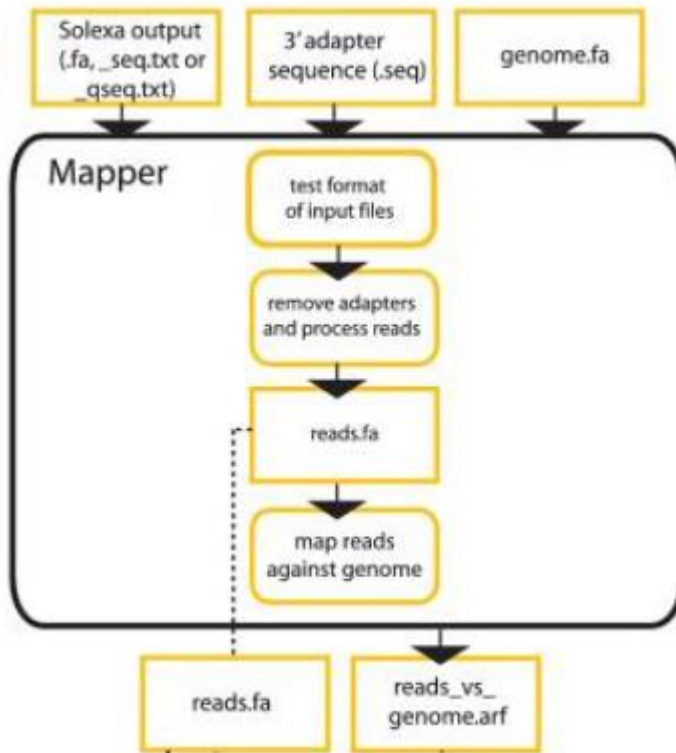 Solexa output
(.fa, _seq.txt or
_qseq.txt)
3' adapter
sequence (.seq)
genome.fa
Mapper
test format
of input files
remove adapters
and process reads
reads.fa
map reads
against genome
reads.fa
reads_vs_
genome.arf